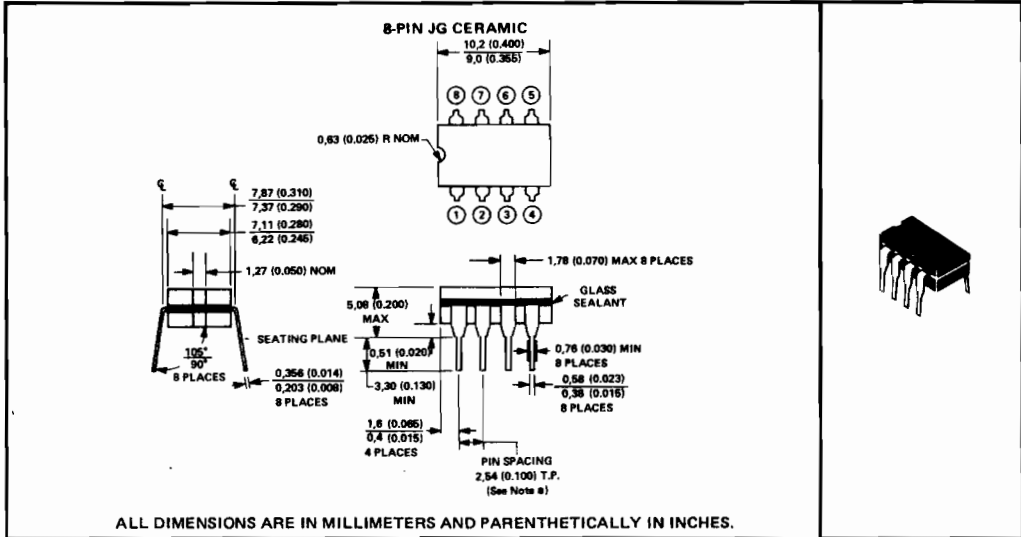 8-PIN JG CERAMIC
10,2 (0.400)
9,0 (0.355)
8 7 6 5
0,63 (0.025) R NOM
1 2 3 4
℄ ℄
7,87 (0.310)
7,37 (0.290)
7,11 (0.280)
6,22 (0.245)
1,27 (0.050) NOM
1,78 (0.070) MAX 8 PLACES
5,08 (0.200)
MAX
GLASS
SEALANT
SEATING PLANE
105°
90°
8 PLACES
0,51 (0.020)
MIN
0,76 (0.030) MIN
8 PLACES
0,356 (0.014)
0,203 (0.008)
8 PLACES
3,30 (0.130)
MIN
0,58 (0.023)
0,38 (0.015)
8 PLACES
1,6 (0.065)
0,4 (0.015)
4 PLACES
PIN SPACING
2,54 (0.100) T.P.
(See Note a)
ALL DIMENSIONS ARE IN MILLIMETERS AND PARENTHETICALLY IN INCHES.